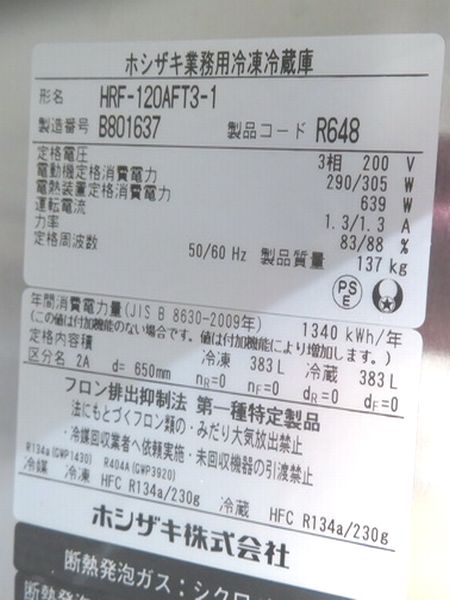 ホシザキ業務用冷凍冷蔵庫
形名 HRF-120AFT3-1
製造番号 B801637 製品コード R648
定格電圧 3相 200 V
電動機定格消費電力 290/305 W
電熱装置定格消費電力 639 W
運転電流 1.3/1.3 A
力率 83/88 %
定格周波数 50/60 Hz 製品質量 137 kg
PS
E
年間消費電力量(JIS B 8630-2009年) 1340 kWh/年
(この値は付加機能のない場合です。値は付加機能により増加します。)
定格内容積 冷凍 383 L 冷蔵 383 L
区分名 2A d= 650mm nR=0 nF=0 dR=0 dF=0
フロン排出抑制法 第一種特定製品
法にもとづくフロン類の・みだり大気放出禁止
・冷媒回収業者へ依頼実施・未回収機器の引渡禁止
R134a(GWP1430) R404A(GWP3920)
冷媒 冷凍 HFC R134a/230g 冷蔵 HFC R134a/230g
ホシザキ株式会社
断熱発泡ガス：シクロ